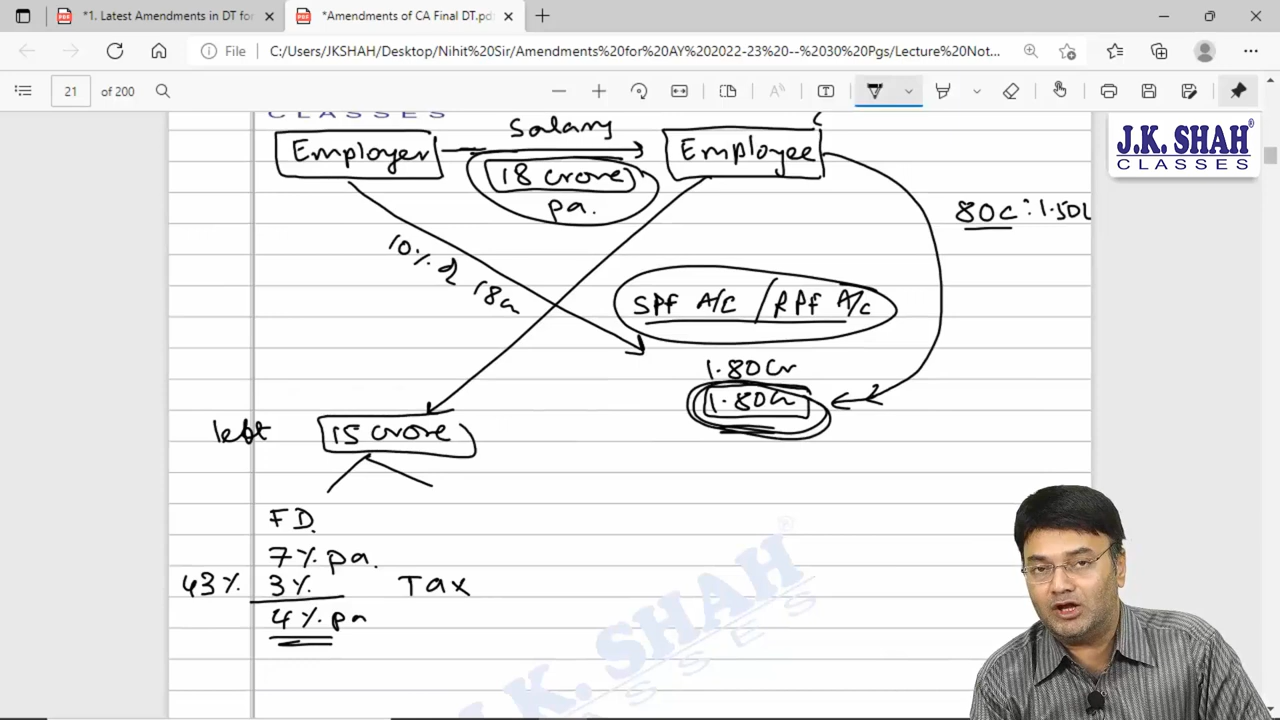 *1. Latest Amendments in DT for
*Amendments of CA Final DT.pdf
File
C:/Users/JKSHAH/Desktop/Nihit%20Sir/Amendments%20for%20AY%202022-23%20--%2030%20Pgs/Lecture%20Not...
21
of 200
CLASSES
J.K. SHAH®
CLASSES
Employer
Salary
Employee
18 crore
pa.
80C : 1.50L
10% of
18cr
SPF A/C / RPF A/c
1.80Cr
1.80Cr
left
15 crore
FD.
7% pa.
43% 3% Tax
4% pa
J.K. SHAH®
CLASSES